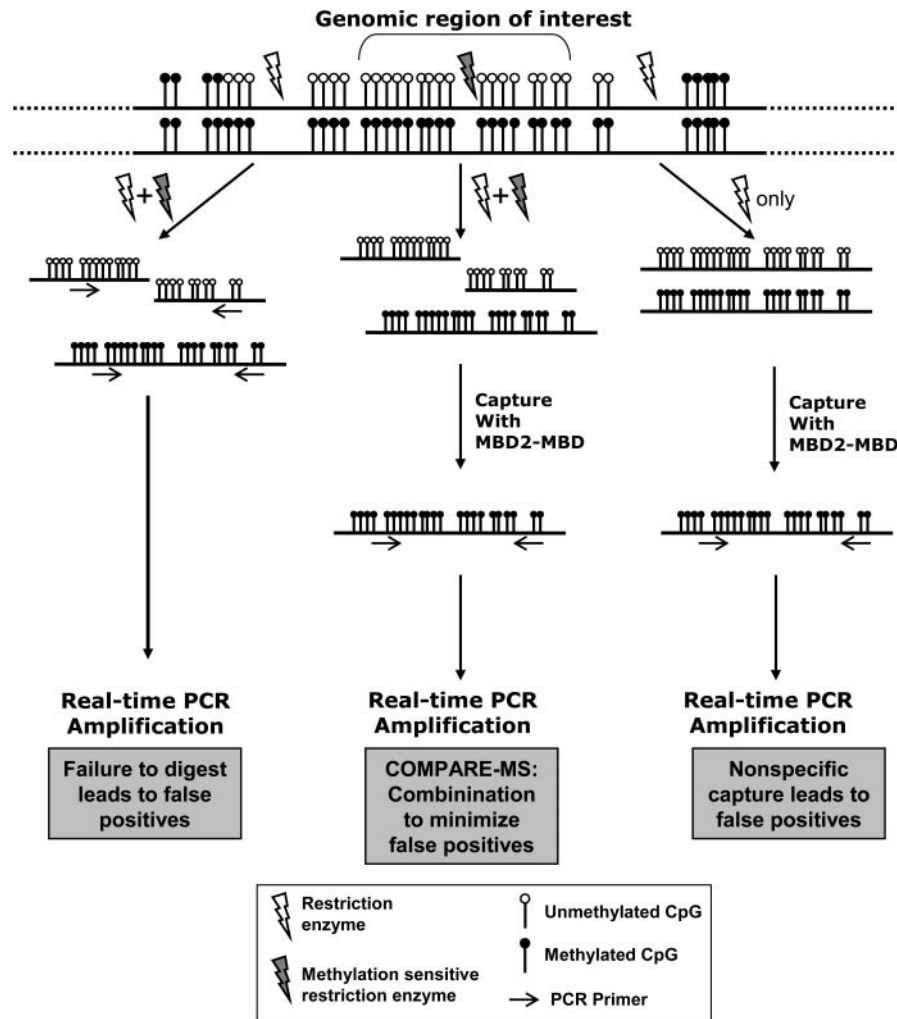 Genomic region of interest
+
+
only
Capture
With
MBD2-MBD
Capture
With
MBD2-MBD
Real-time PCR
Amplification
Failure to digest
leads to false
positives
Real-time PCR
Amplification
COMPARE-MS:
Combinination
to minimize
false positives
Real-time PCR
Amplification
Nonspecific
capture leads to
false positives
Restriction
enzyme
Methylation sensitive
restriction enzyme
Unmethylated CpG
Methylated CpG
PCR Primer